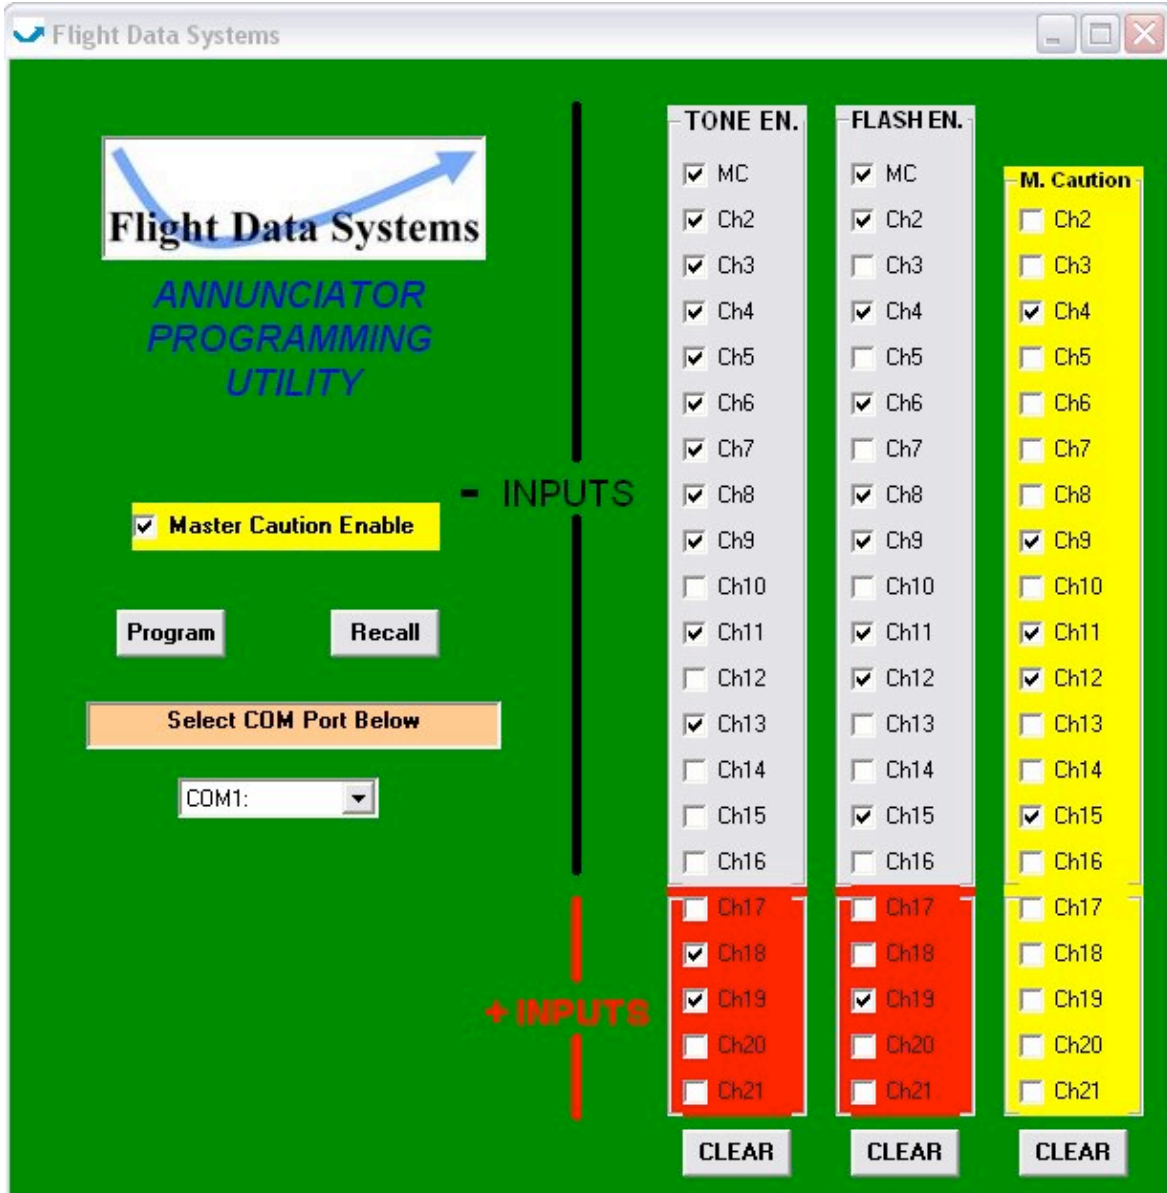 Flight Data Systems
Flight Data Systems
ANNUNCIATOR
PROGRAMMING
UTILITY
Master Caution Enable
Program
Recall
Select COM Port Below
COM1:
- INPUTS
+ INPUTS
TONE EN.
MC
Ch2
Ch3
Ch4
Ch5
Ch6
Ch7
Ch8
Ch9
Ch10
Ch11
Ch12
Ch13
Ch14
Ch15
Ch16
Ch17
Ch18
Ch19
Ch20
Ch21
CLEAR
FLASH EN.
MC
Ch2
Ch3
Ch4
Ch5
Ch6
Ch7
Ch8
Ch9
Ch10
Ch11
Ch12
Ch13
Ch14
Ch15
Ch16
Ch17
Ch18
Ch19
Ch20
Ch21
CLEAR
M. Caution
Ch2
Ch3
Ch4
Ch5
Ch6
Ch7
Ch8
Ch9
Ch10
Ch11
Ch12
Ch13
Ch14
Ch15
Ch16
Ch17
Ch18
Ch19
Ch20
Ch21
CLEAR